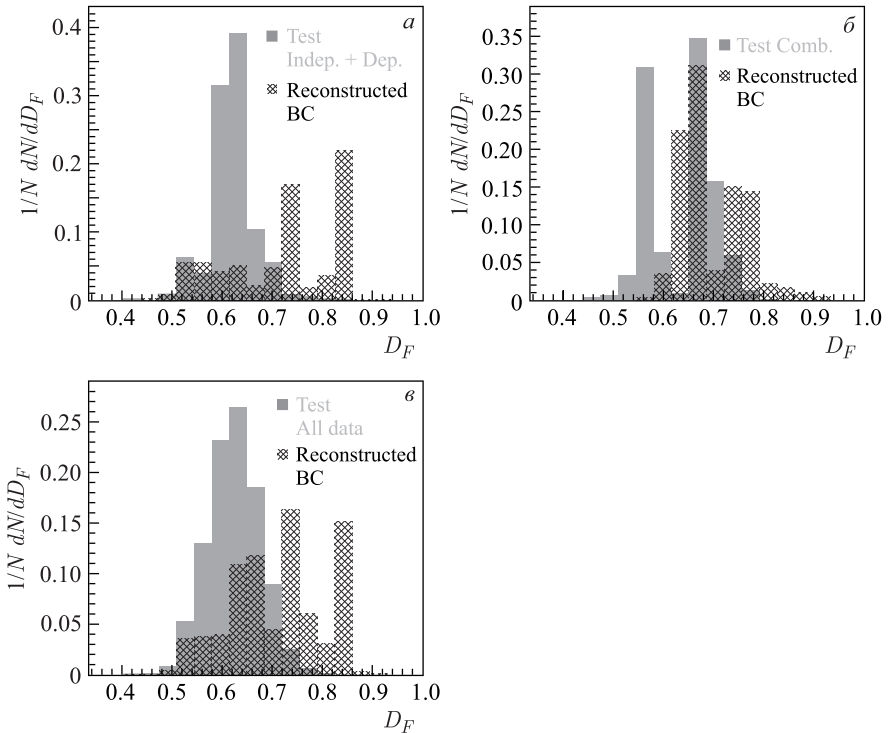 а
Test
Indep. + Dep.
Reconstructed
BC
1/N dN/dD_F
0.4
0.3
0.2
0.1
0
0.4 0.5 0.6 0.7 0.8 0.9 1.0
D_F
б
Test Comb.
Reconstructed
BC
1/N dN/dD_F
0.35
0.30
0.25
0.20
0.15
0.10
0.05
0
0.4 0.5 0.6 0.7 0.8 0.9 1.0
D_F
в
Test
All data
Reconstructed
BC
1/N dN/dD_F
0.25
0.20
0.15
0.10
0.05
0
0.4 0.5 0.6 0.7 0.8 0.9 1.0
D_F